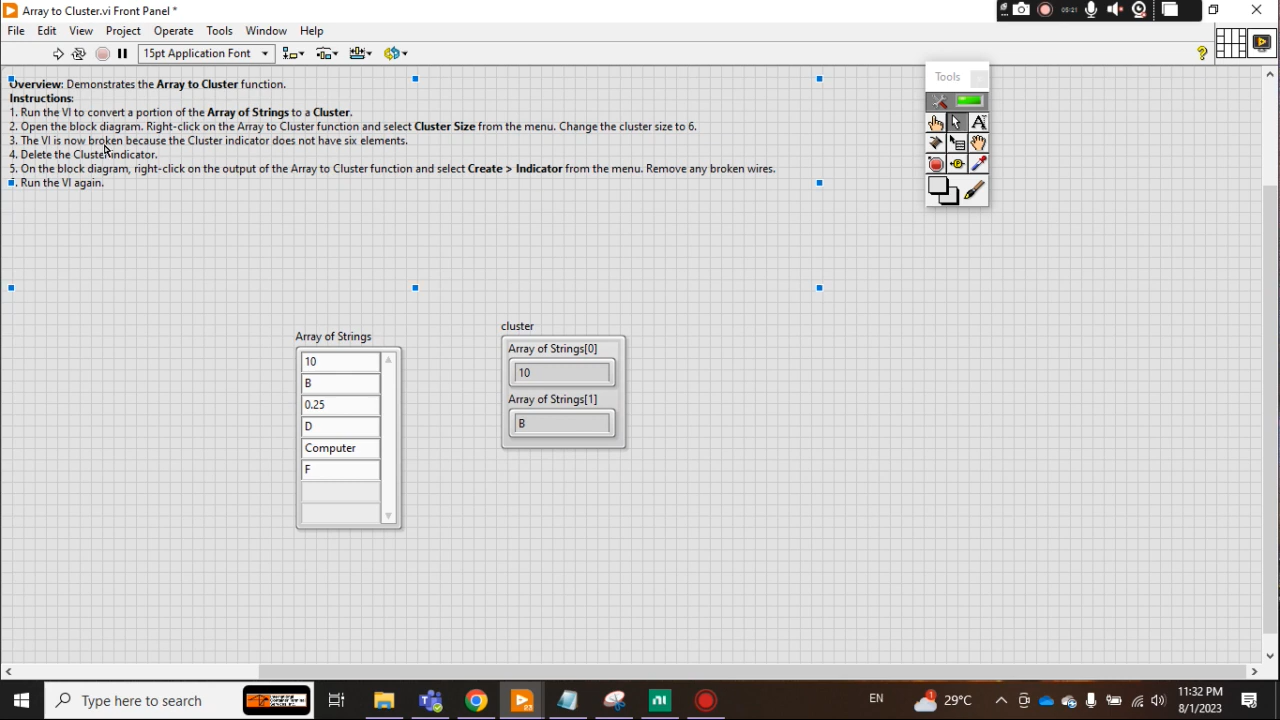 Array to Cluster.vi Front Panel *
05:21
File Edit View Project Operate Tools Window Help
15pt Application Font
Tools
Overview: Demonstrates the Array to Cluster function.
Instructions:
1. Run the VI to convert a portion of the Array of Strings to a Cluster.
2. Open the block diagram. Right-click on the Array to Cluster function and select Cluster Size from the menu. Change the cluster size to 6.
3. The VI is now broken because the Cluster indicator does not have six elements.
4. Delete the Cluster indicator.
5. On the block diagram, right-click on the output of the Array to Cluster function and select Create > Indicator from the menu. Remove any broken wires.
. Run the VI again.
Array of Strings
10
B
0.25
D
Computer
F
cluster
Array of Strings[0]
10
Array of Strings[1]
B
Type here to search
EN
1
29°C
11:32 PM
8/1/2023